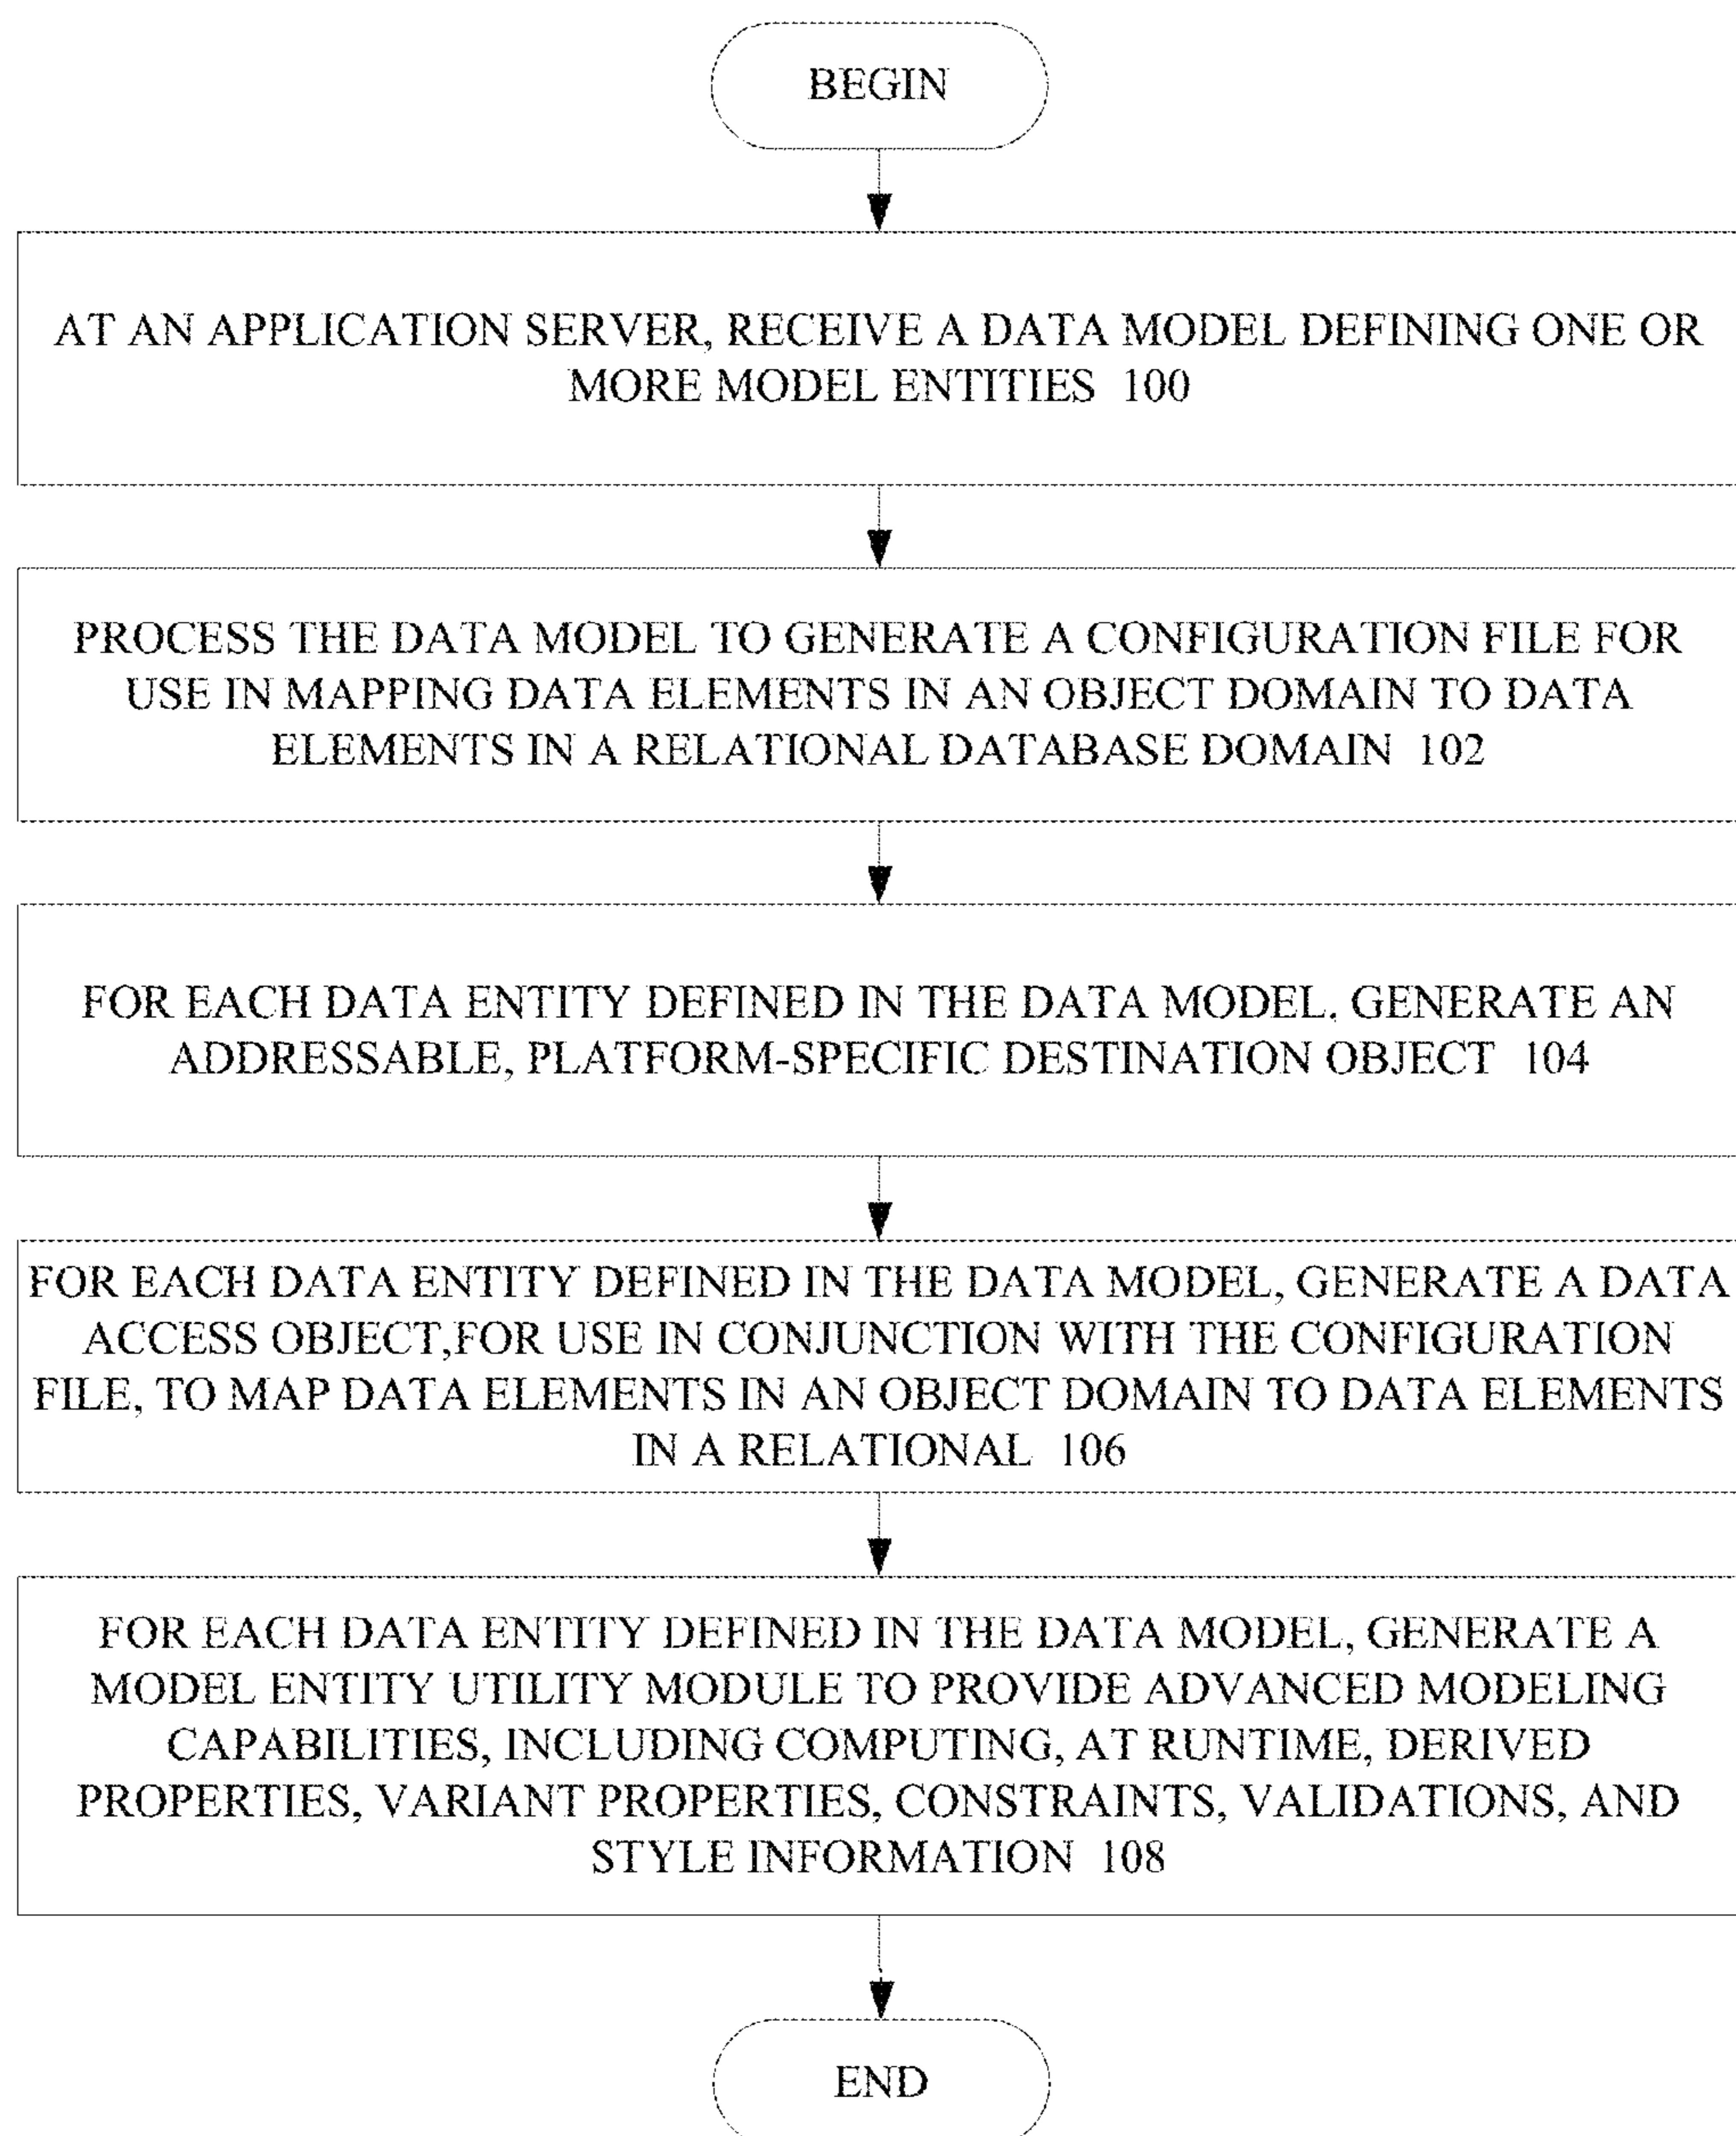 BEGIN
AT AN APPLICATION SERVER, RECEIVE A DATA MODEL DEFINING ONE OR
MORE MODEL ENTITIES 100
PROCESS THE DATA MODEL TO GENERATE A CONFIGURATION FILE FOR
USE IN MAPPING DATA ELEMENTS IN AN OBJECT DOMAIN TO DATA
ELEMENTS IN A RELATIONAL DATABASE DOMAIN 102
FOR EACH DATA ENTITY DEFINED IN THE DATA MODEL. GENERATE AN
ADDRESSABLE, PLATFORM-SPECIFIC DESTINATION OBJECT 104
FOR EACH DATA ENTITY DEFINED IN THE DATA MODEL, GENERATE A DATA
ACCESS OBJECT,FOR USE IN CONJUNCTION WITH THE CONFIGURATION
FILE, TO MAP DATA ELEMENTS IN AN OBJECT DOMAIN TO DATA ELEMENTS
IN A RELATIONAL 106
FOR EACH DATA ENTITY DEFINED IN THE DATA MODEL, GENERATE A
MODEL ENTITY UTILITY MODULE TO PROVIDE ADVANCED MODELING
CAPABILITIES, INCLUDING COMPUTING, AT RUNTIME, DERIVED
PROPERTIES, VARIANT PROPERTIES, CONSTRAINTS, VALIDATIONS, AND
STYLE INFORMATION 108
END